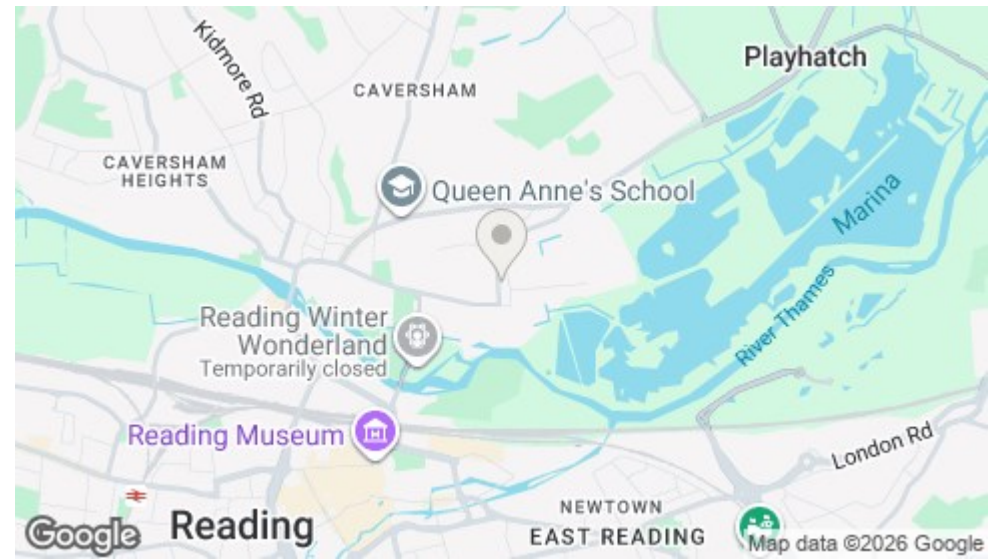 Kidmore Rd
CAVERSHAM
Playhatch
CAVERSHAM
HEIGHTS
Queen Anne's School
Marina
River Thames
Reading Winter
Wonderland
Temporarily closed
Reading Museum
London Rd
NEWTOWN
EAST READING
Reading
Google
Map data ©2026 Google